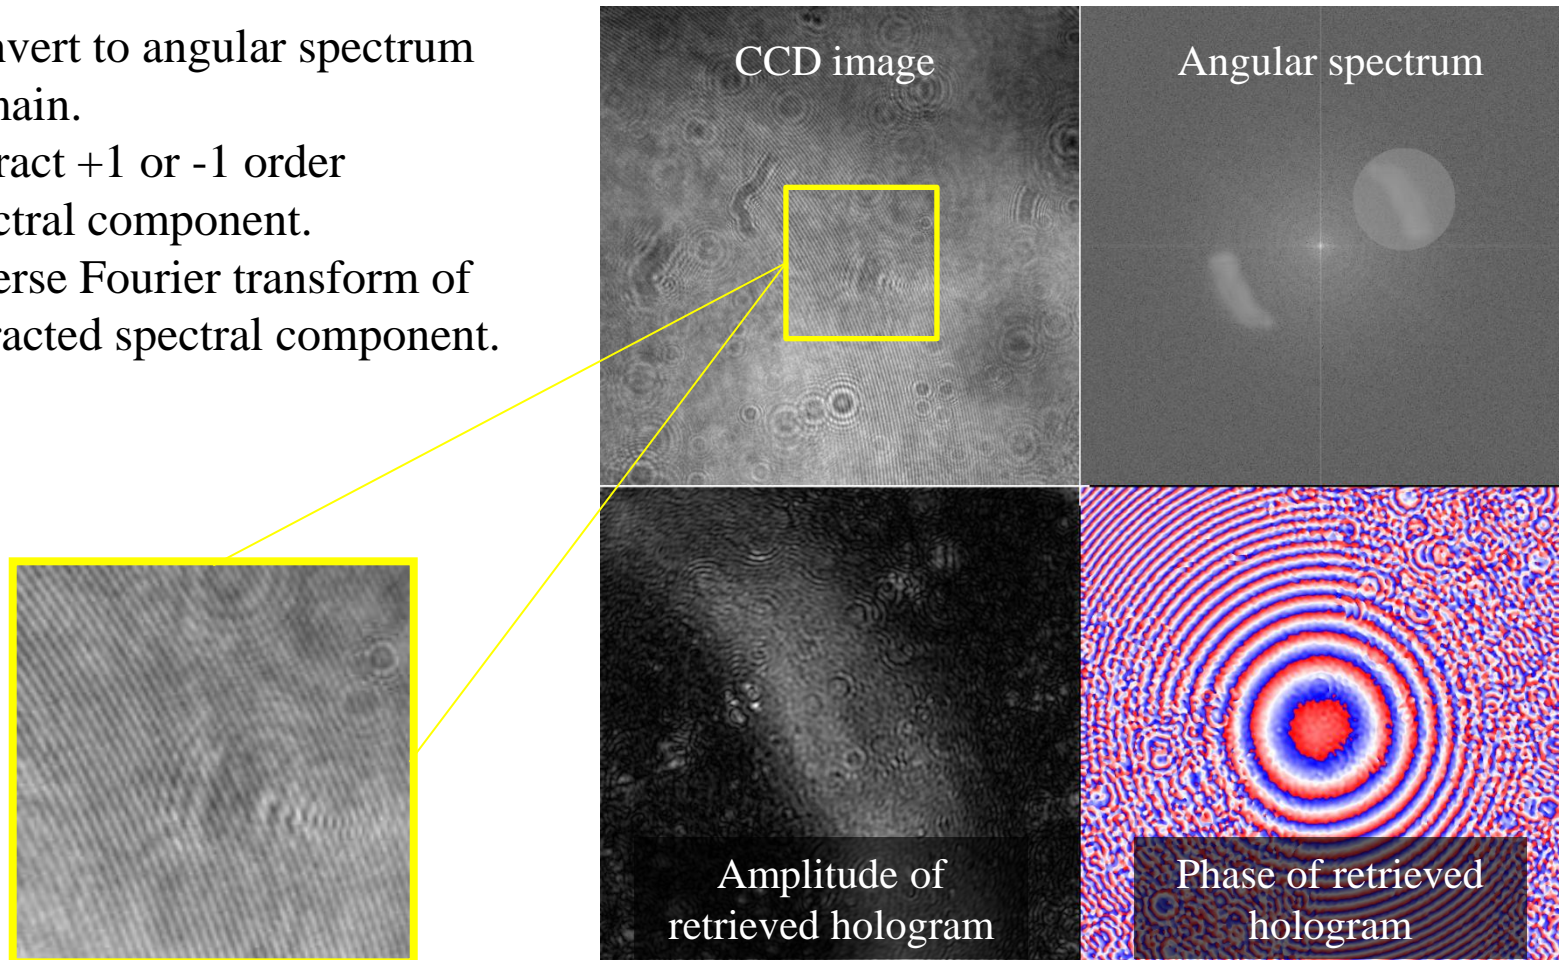 nvert to angular spectrum
nain.
ract +1 or -1 order
ctral component.
erse Fourier transform of
racted spectral component.
CCD image
Angular spectrum
Amplitude of
retrieved hologram
Phase of retrieved
hologram